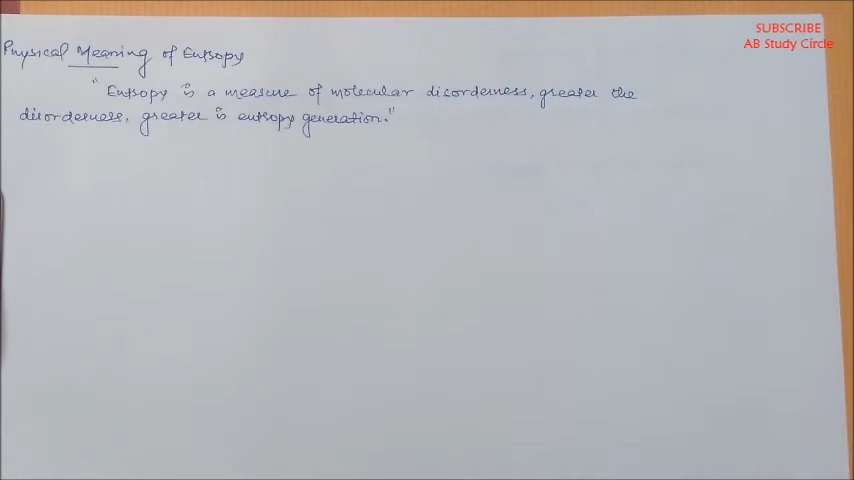 SUBSCRIBE
AB Study Circle
Physical Meaning of Entropy
"Entropy is a measure of molecular disorderness, greater the
disorderness, greater is entropy generation."